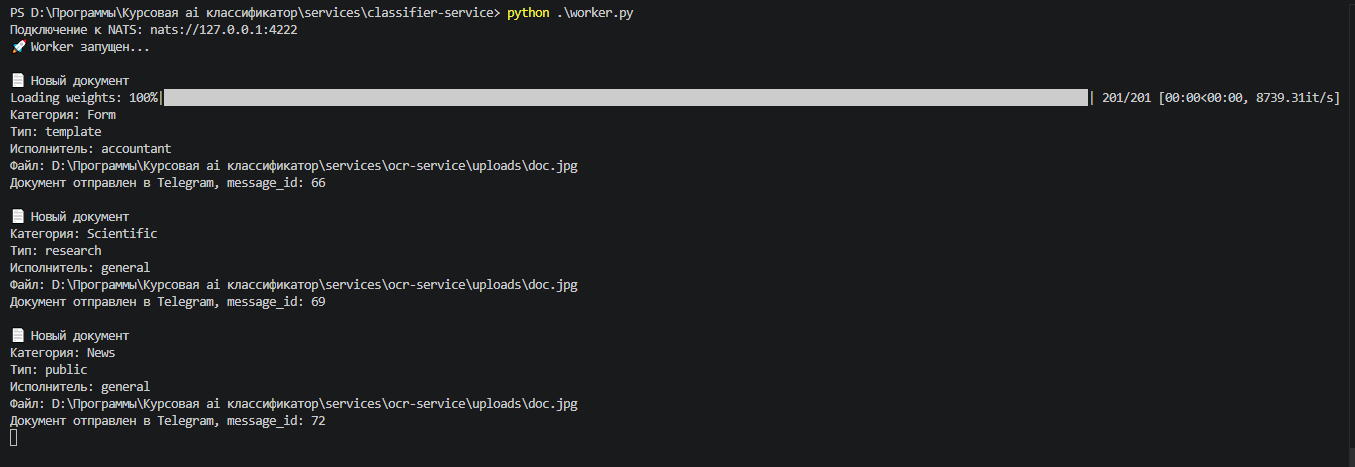 PS D:\Программы\Курсовая ai классификатор\services\classifier-service> python .\worker.py
Подключение к NATS: nats://127.0.0.1:4222
🚀 Worker запущен...
📄 Новый документ
Loading weights: 100%|██████████| 201/201 [00:00<00:00, 8739.31it/s]
Категория: Form
Тип: template
Исполнитель: accountant
Файл: D:\Программы\Курсовая ai классификатор\services\ocr-service\uploads\doc.jpg
Документ отправлен в Telegram, message_id: 66
📄 Новый документ
Категория: Scientific
Тип: research
Исполнитель: general
Файл: D:\Программы\Курсовая ai классификатор\services\ocr-service\uploads\doc.jpg
Документ отправлен в Telegram, message_id: 69
📄 Новый документ
Категория: News
Тип: public
Исполнитель: general
Файл: D:\Программы\Курсовая ai классификатор\services\ocr-service\uploads\doc.jpg
Документ отправлен в Telegram, message_id: 72